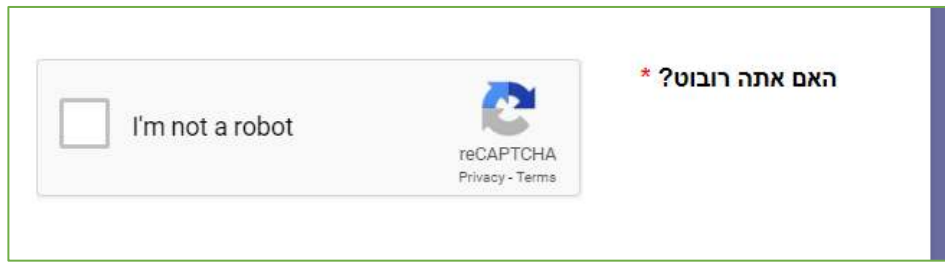 האם אתה רובוט? *
I'm not a robot
reCAPTCHA
Privacy - Terms